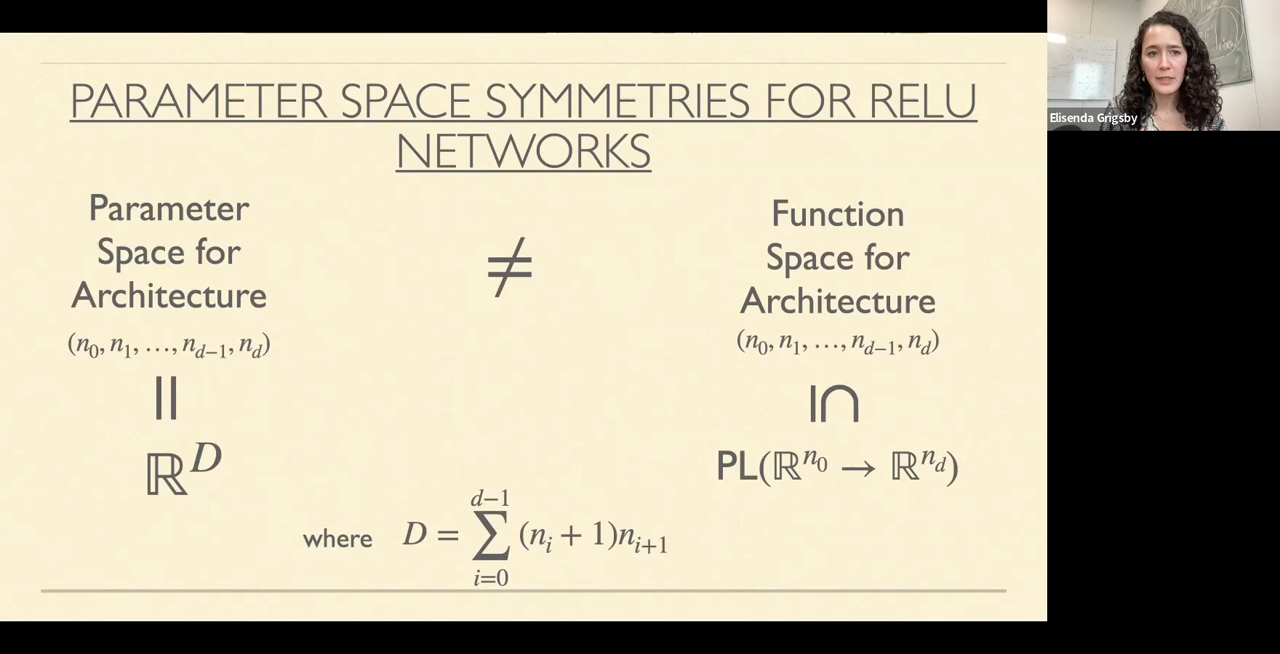 PARAMETER SPACE SYMMETRIES FOR RELU
NETWORKS
Parameter
Space for
Architecture
(n₀, n₁, …, n_{d−1}, n_d)
||
ℝ^D
≠
Function
Space for
Architecture
(n₀, n₁, …, n_{d−1}, n_d)
I∩
PL(ℝ^{n₀} → ℝ^{n_d})
where D = ∑_{i=0}^{d−1} (n_i + 1)n_{i+1}
Elisenda Grigsby